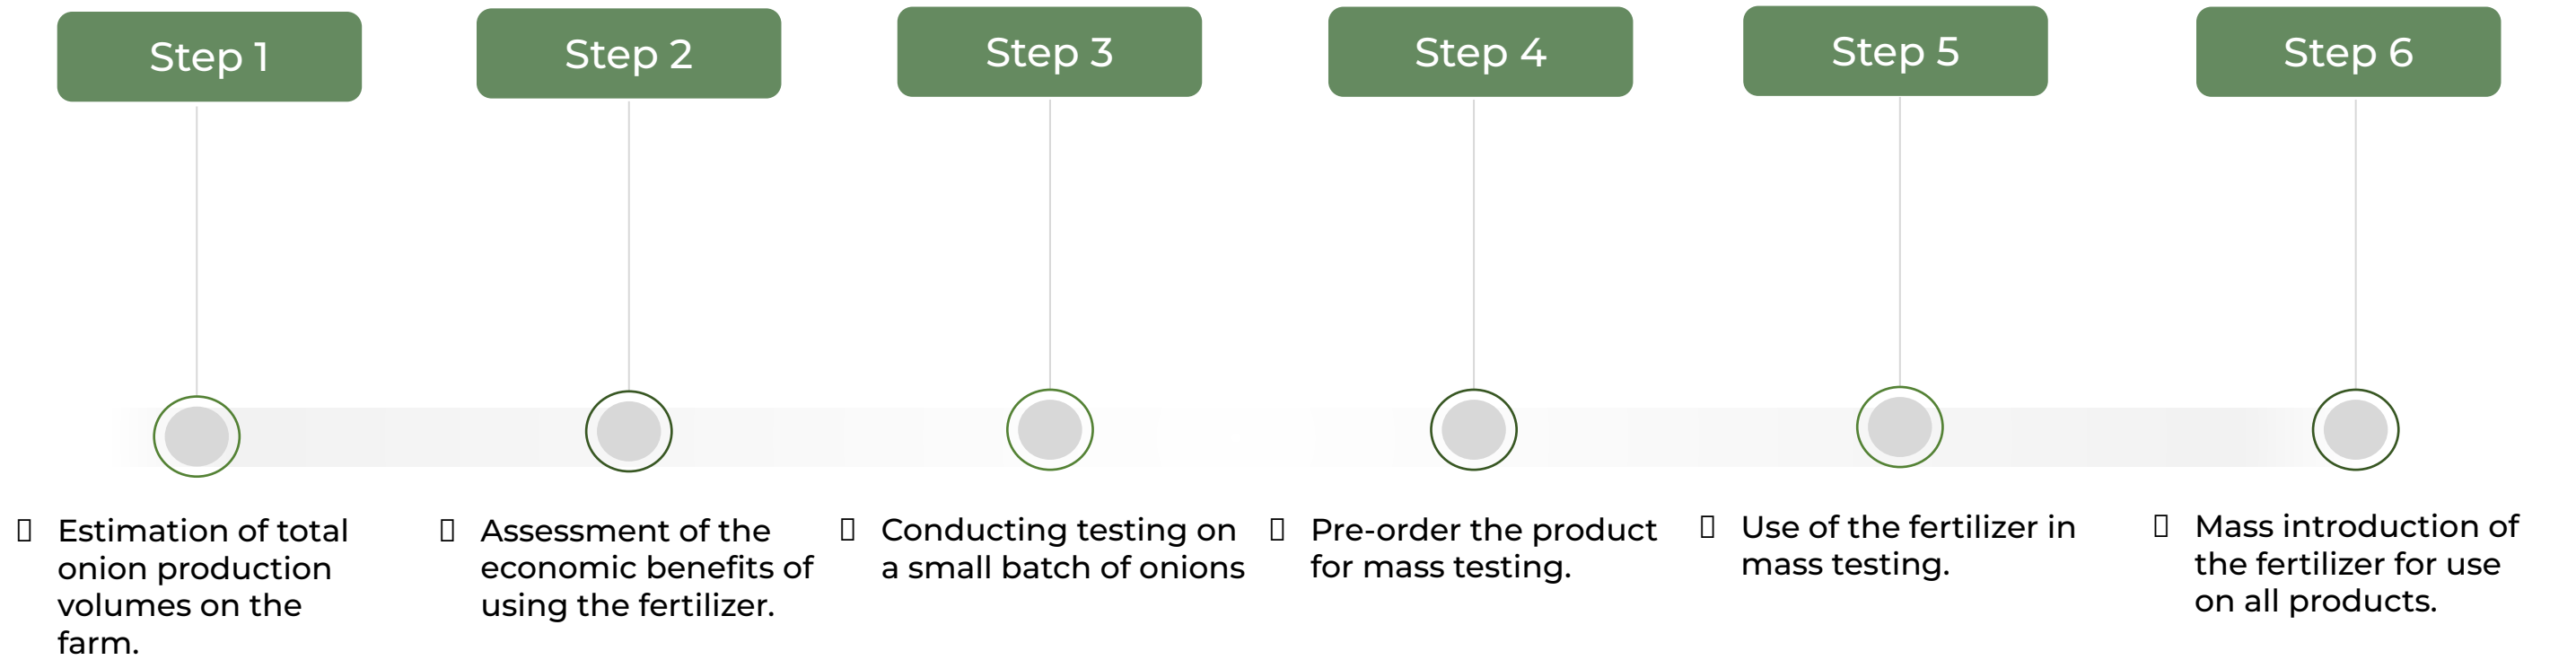 Step 1
Step 2
Step 3
Step 4
Step 5
Step 6
Estimation of total
onion production
volumes on the
farm.
Assessment of the
economic benefits of
using the fertilizer.
Conducting testing on
a small batch of onions
Pre-order the product
for mass testing.
Use of the fertilizer in
mass testing.
Mass introduction of
the fertilizer for use
on all products.